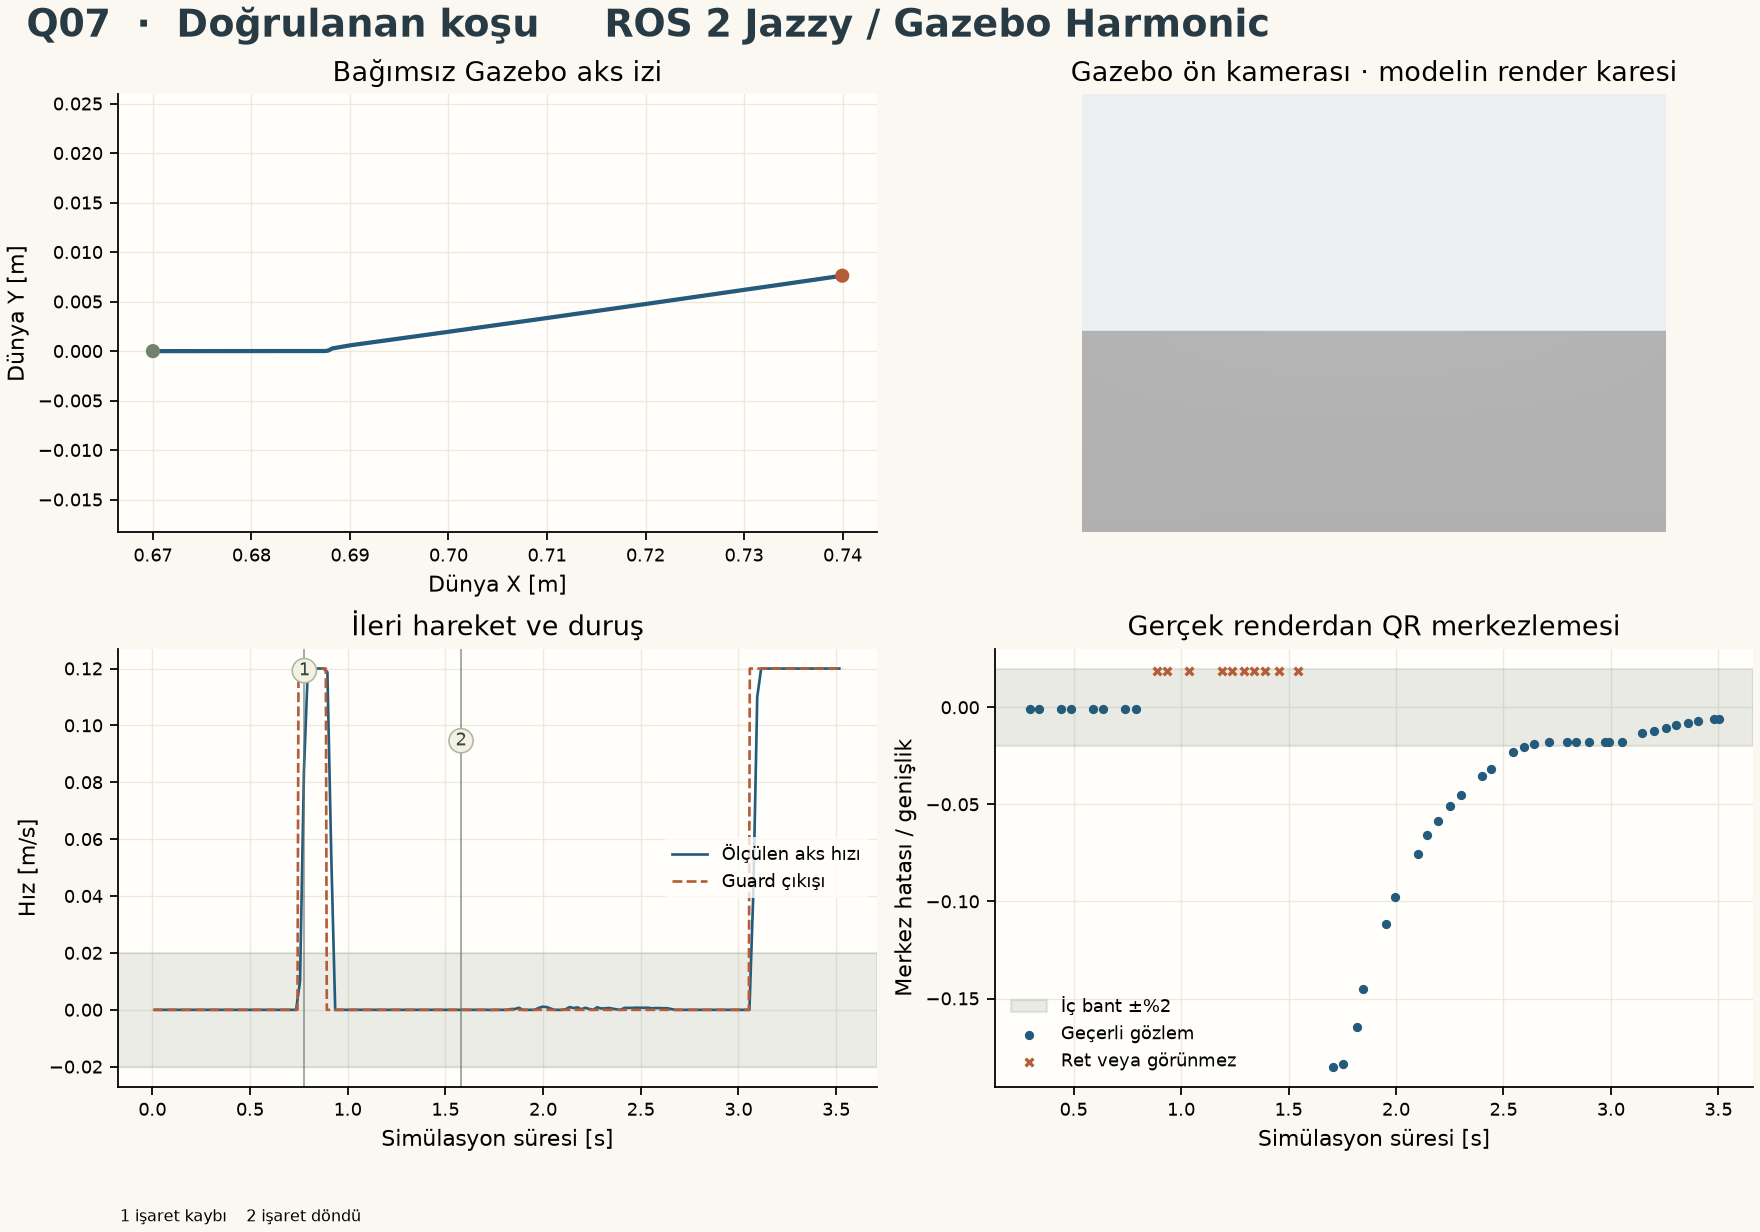 Q07 · Doğrulanan koşu ROS 2 Jazzy / Gazebo Harmonic
Bağımsız Gazebo aks izi
0.025
0.020
0.015
0.010
0.005
0.000
−0.005
−0.010
−0.015
Dünya Y [m]
0.67 0.68 0.69 0.70 0.71 0.72 0.73 0.74
Dünya X [m]
Gazebo ön kamerası · modelin render karesi
İleri hareket ve duruş
0.12
0.10
0.08
0.06
0.04
0.02
0.00
−0.02
Hız [m/s]
1
2
Ölçülen aks hızı
Guard çıkışı
0.0 0.5 1.0 1.5 2.0 2.5 3.0 3.5
Simülasyon süresi [s]
Gerçek renderdan QR merkezlemesi
0.00
−0.05
−0.10
−0.15
Merkez hatası / genişlik
İç bant ±%2
Geçerli gözlem
Ret veya görünmez
0.5 1.0 1.5 2.0 2.5 3.0 3.5
Simülasyon süresi [s]
1 işaret kaybı 2 işaret döndü